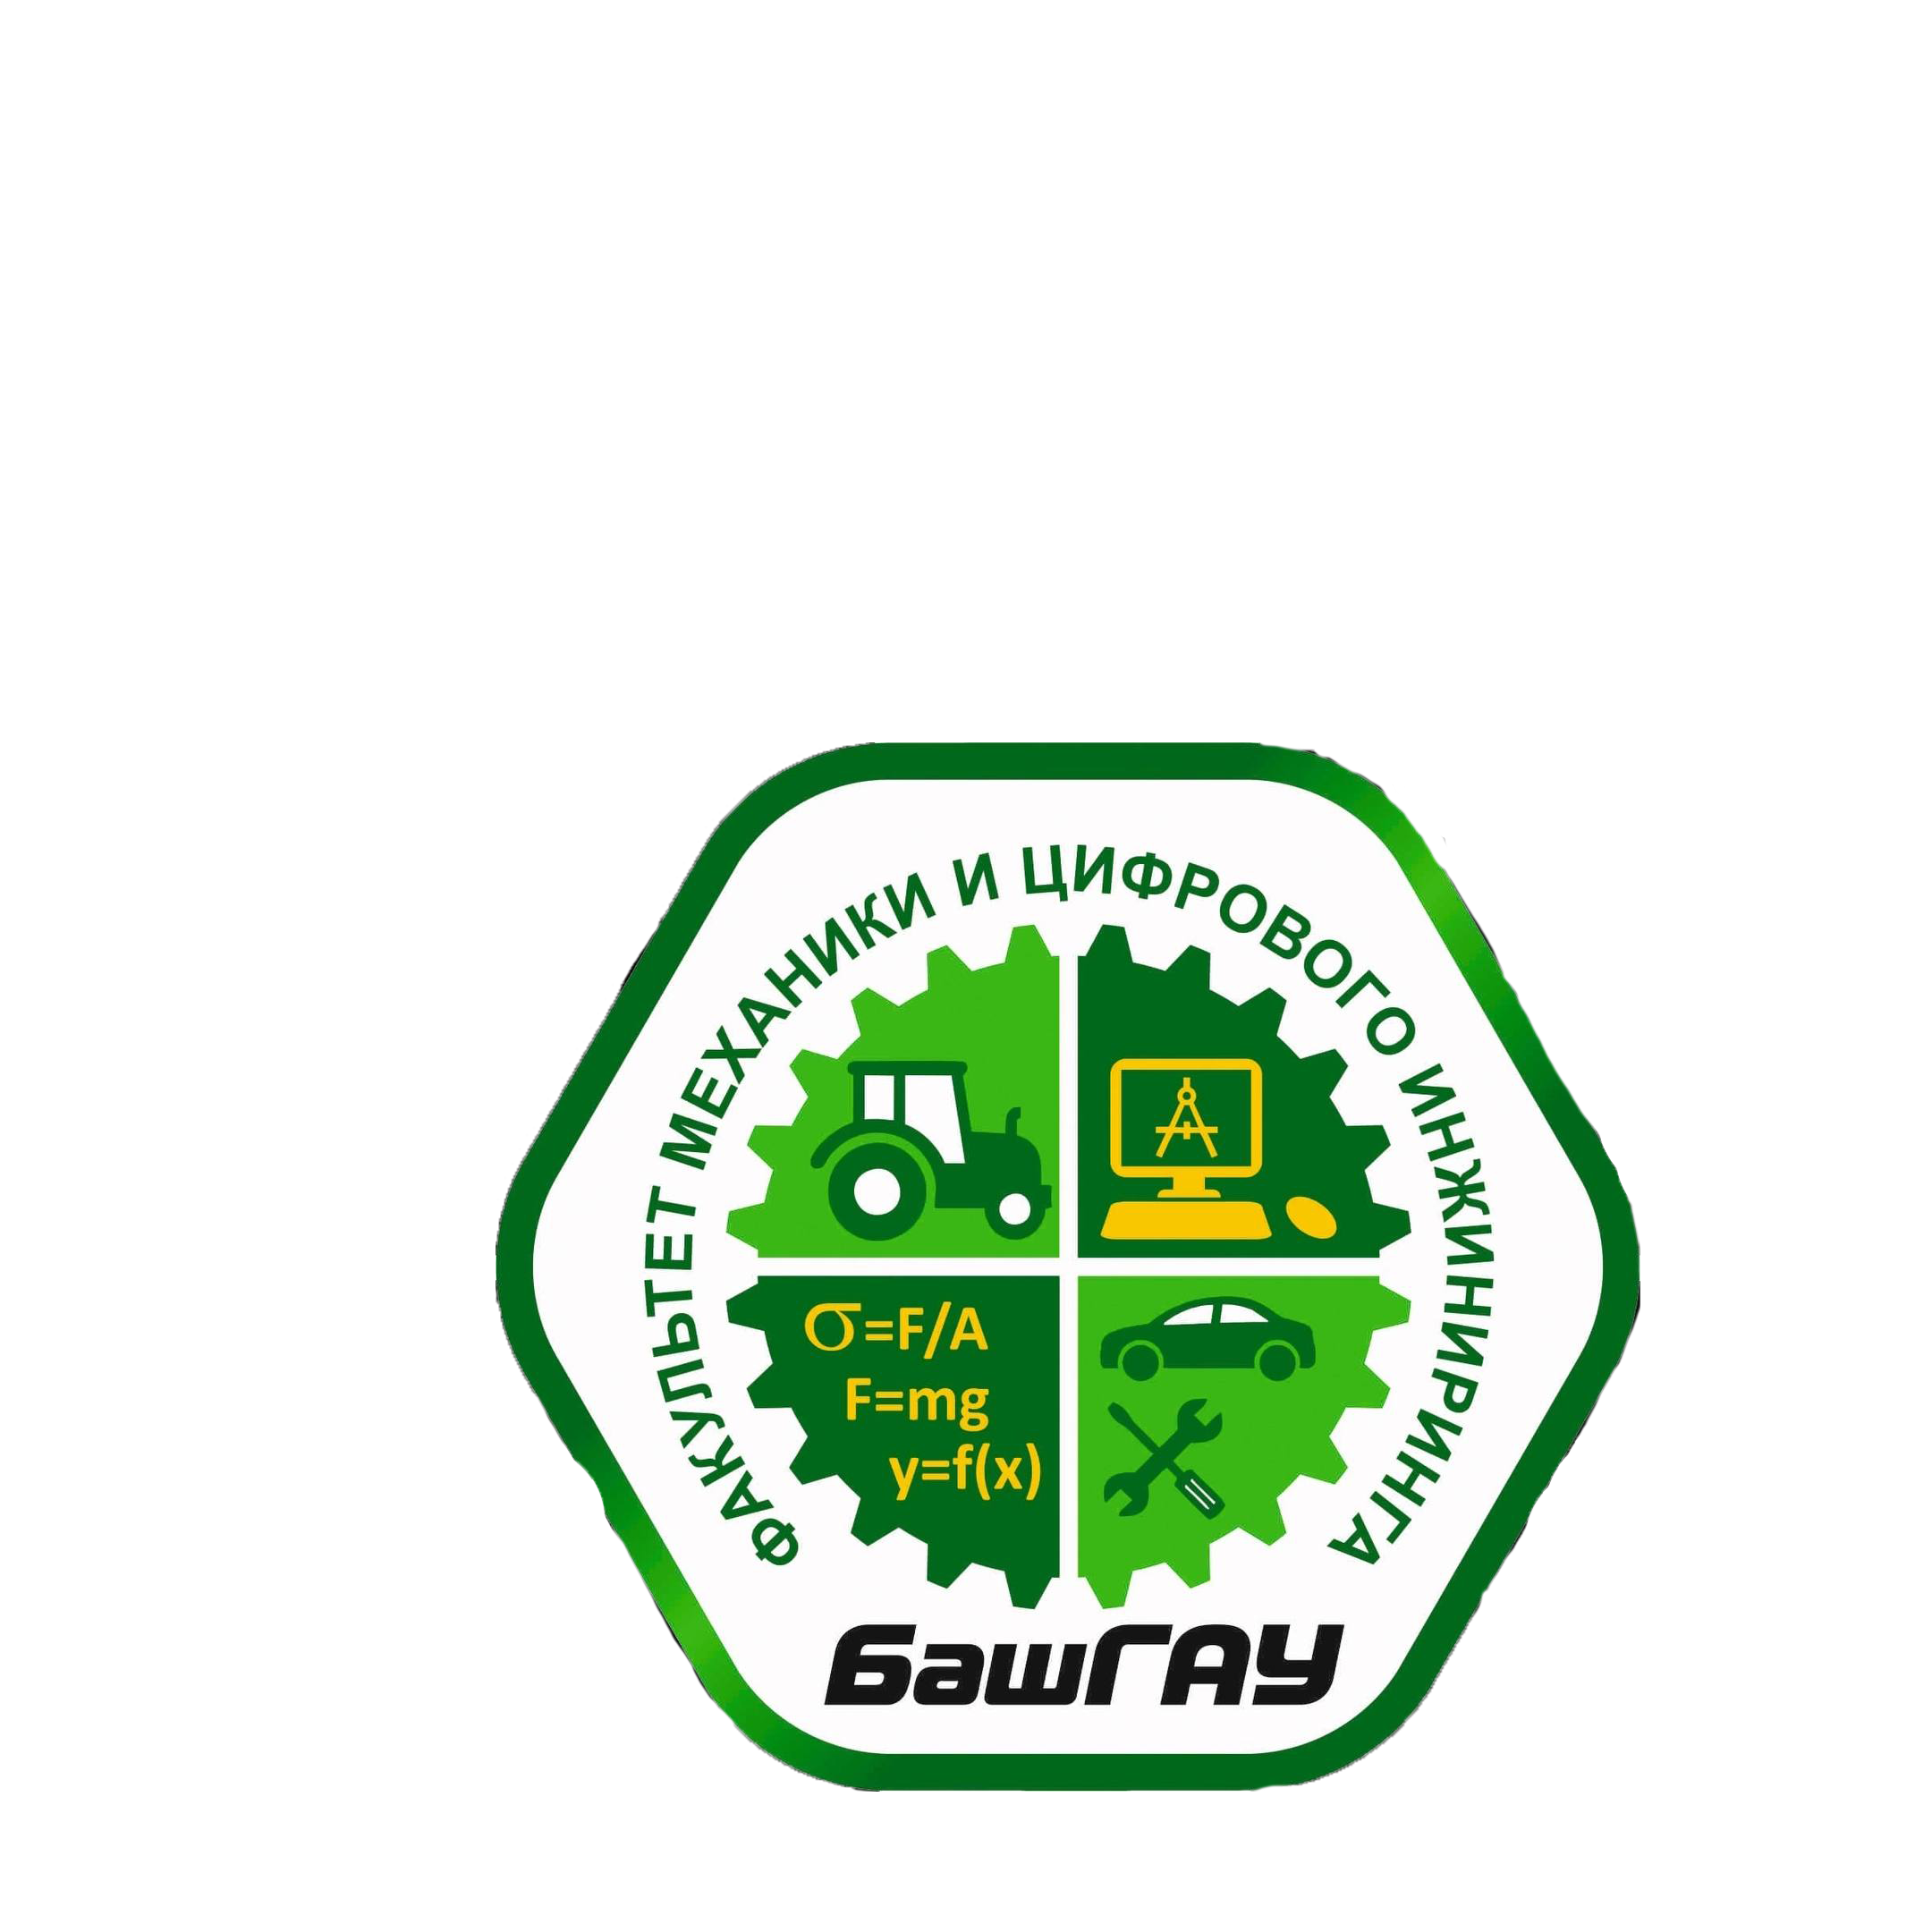 ФАКУЛЬТЕТ МЕХАНИКИ И ЦИФРОВОГО ИНЖИНИРИНГА
σ=F/A
F=mg
y=f(x)
БашГАУ